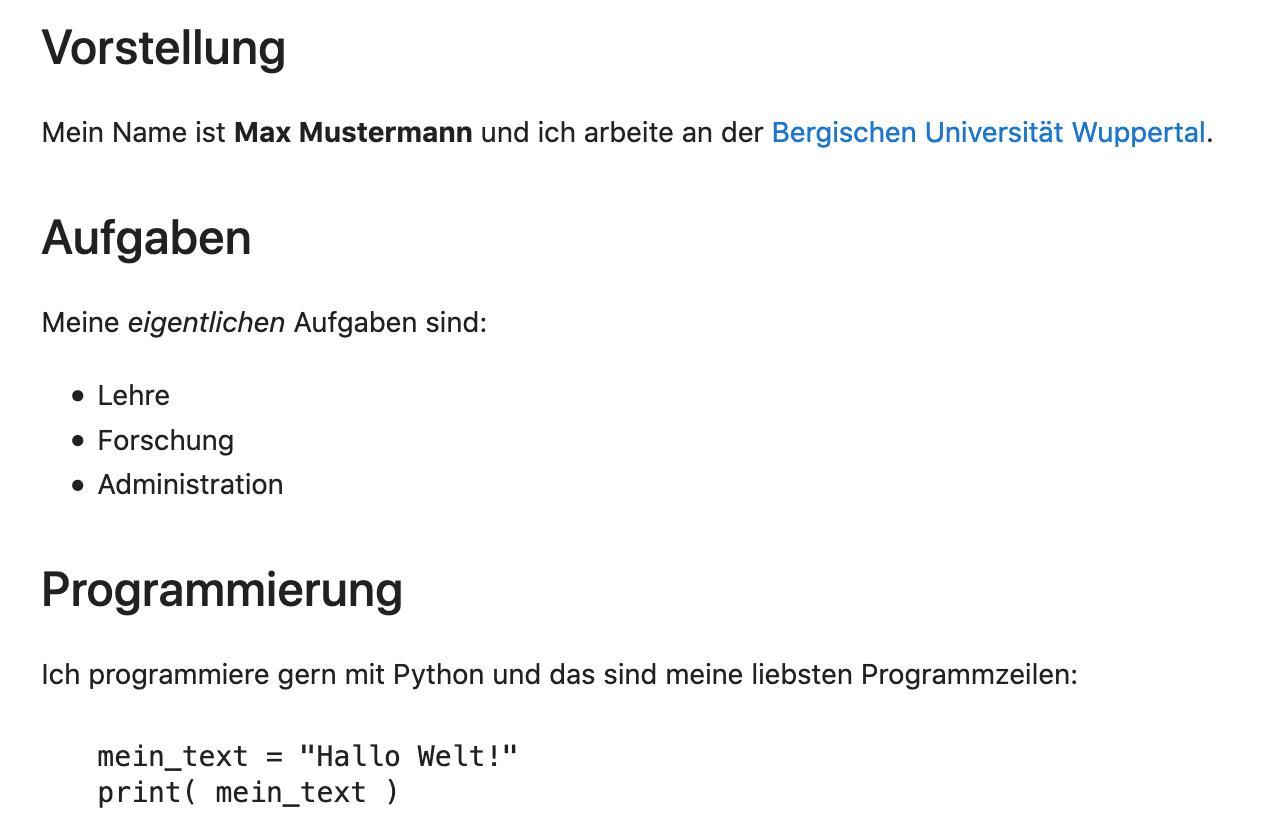 Vorstellung
Mein Name ist Max Mustermann und ich arbeite an der Bergischen Universität Wuppertal.
Aufgaben
Meine eigentlichen Aufgaben sind:
• Lehre
• Forschung
• Administration
Programmierung
Ich programmiere gern mit Python und das sind meine liebsten Programmzeilen:
mein_text = "Hallo Welt!"
print( mein_text )